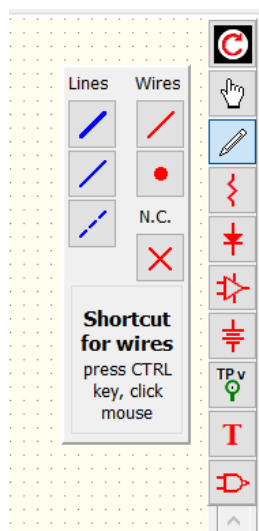 C
Lines Wires
N.C.
Shortcut
for wires
press CTRL
key, click
mouse
TP v
T